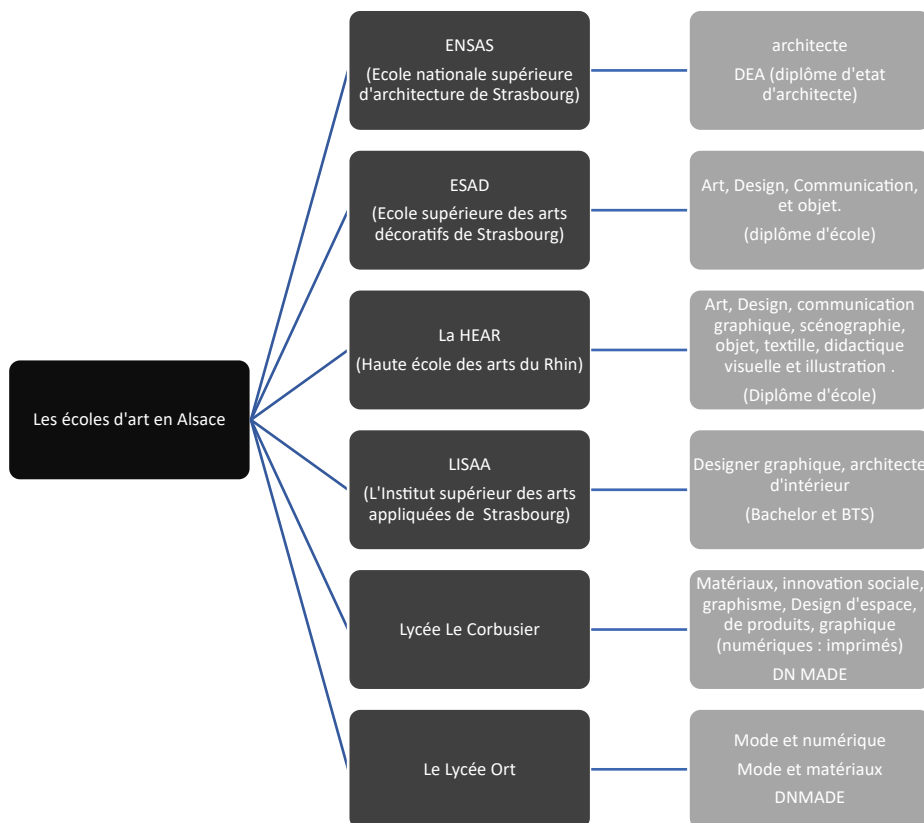 ENSAS
(Ecole nationale supérieure
d'architecture de Strasbourg)
architecte
DEA (diplôme d'etat
d'architecte)
ESAD
(Ecole supérieure des arts
décoratifs de Strasbourg)
Art, Design, Communication,
et objet.
(diplôme d'école)
La HEAR
(Haute école des arts du Rhin)
Art, Design, communication
graphique, scénographie,
objet, textille, didactique
visuelle et illustration .
(Diplôme d'école)
Les écoles d'art en Alsace
LISAA
(L'Institut supérieur des arts
appliquées de Strasbourg)
Designer graphique, architecte
d'intérieur
(Bachelor et BTS)
Lycée Le Corbusier
Matériaux, innovation sociale,
graphisme, Design d'espace,
de produits, graphique
(numériques : imprimés)
DN MADE
Le Lycée Ort
Mode et numérique
Mode et matériaux
DNMADE